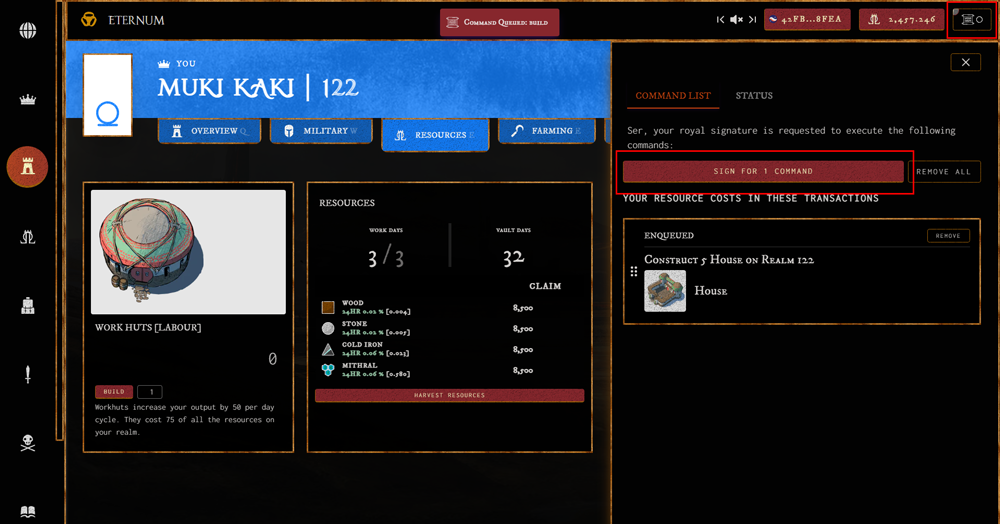 ETERNUM
Command Queued: build
42FB...8FEA
2,457.246
0
YOU
MUKI KAKI | 122
OVERVIEW Q
MILITARY W
RESOURCES E
FARMING E
COMMAND LIST
STATUS
Ser, your royal signature is requested to execute the following
commands:
SIGN FOR 1 COMMAND
REMOVE ALL
YOUR RESOURCE COSTS IN THESE TRANSACTIONS
ENQUEUED
REMOVE
Construct 5 House on Realm 122
House
WORK HUTS [LABOUR]
0
BUILD
1
Workhuts increase your output by 50 per day
cycle. They cost 75 of all the resources on
your realm.
RESOURCES
WORK DAYS
VAULT DAYS
3/3
32
CLAIM
WOOD
24HR 0.02 % [0.004]
8,500
STONE
24HR 0.02 % [0.005]
8,500
COLD IRON
24HR 0.06 % [0.023]
8,500
MITHRAL
24HR 0.06 % [0.580]
8,500
HARVEST RESOURCES